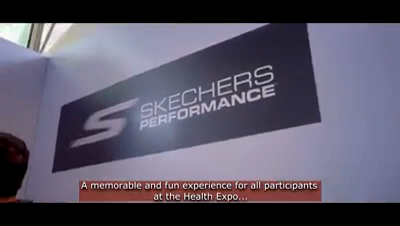 SKECHERS
PERFORMANCE
A memorable and fun experience for all participants
at the Health Expo...